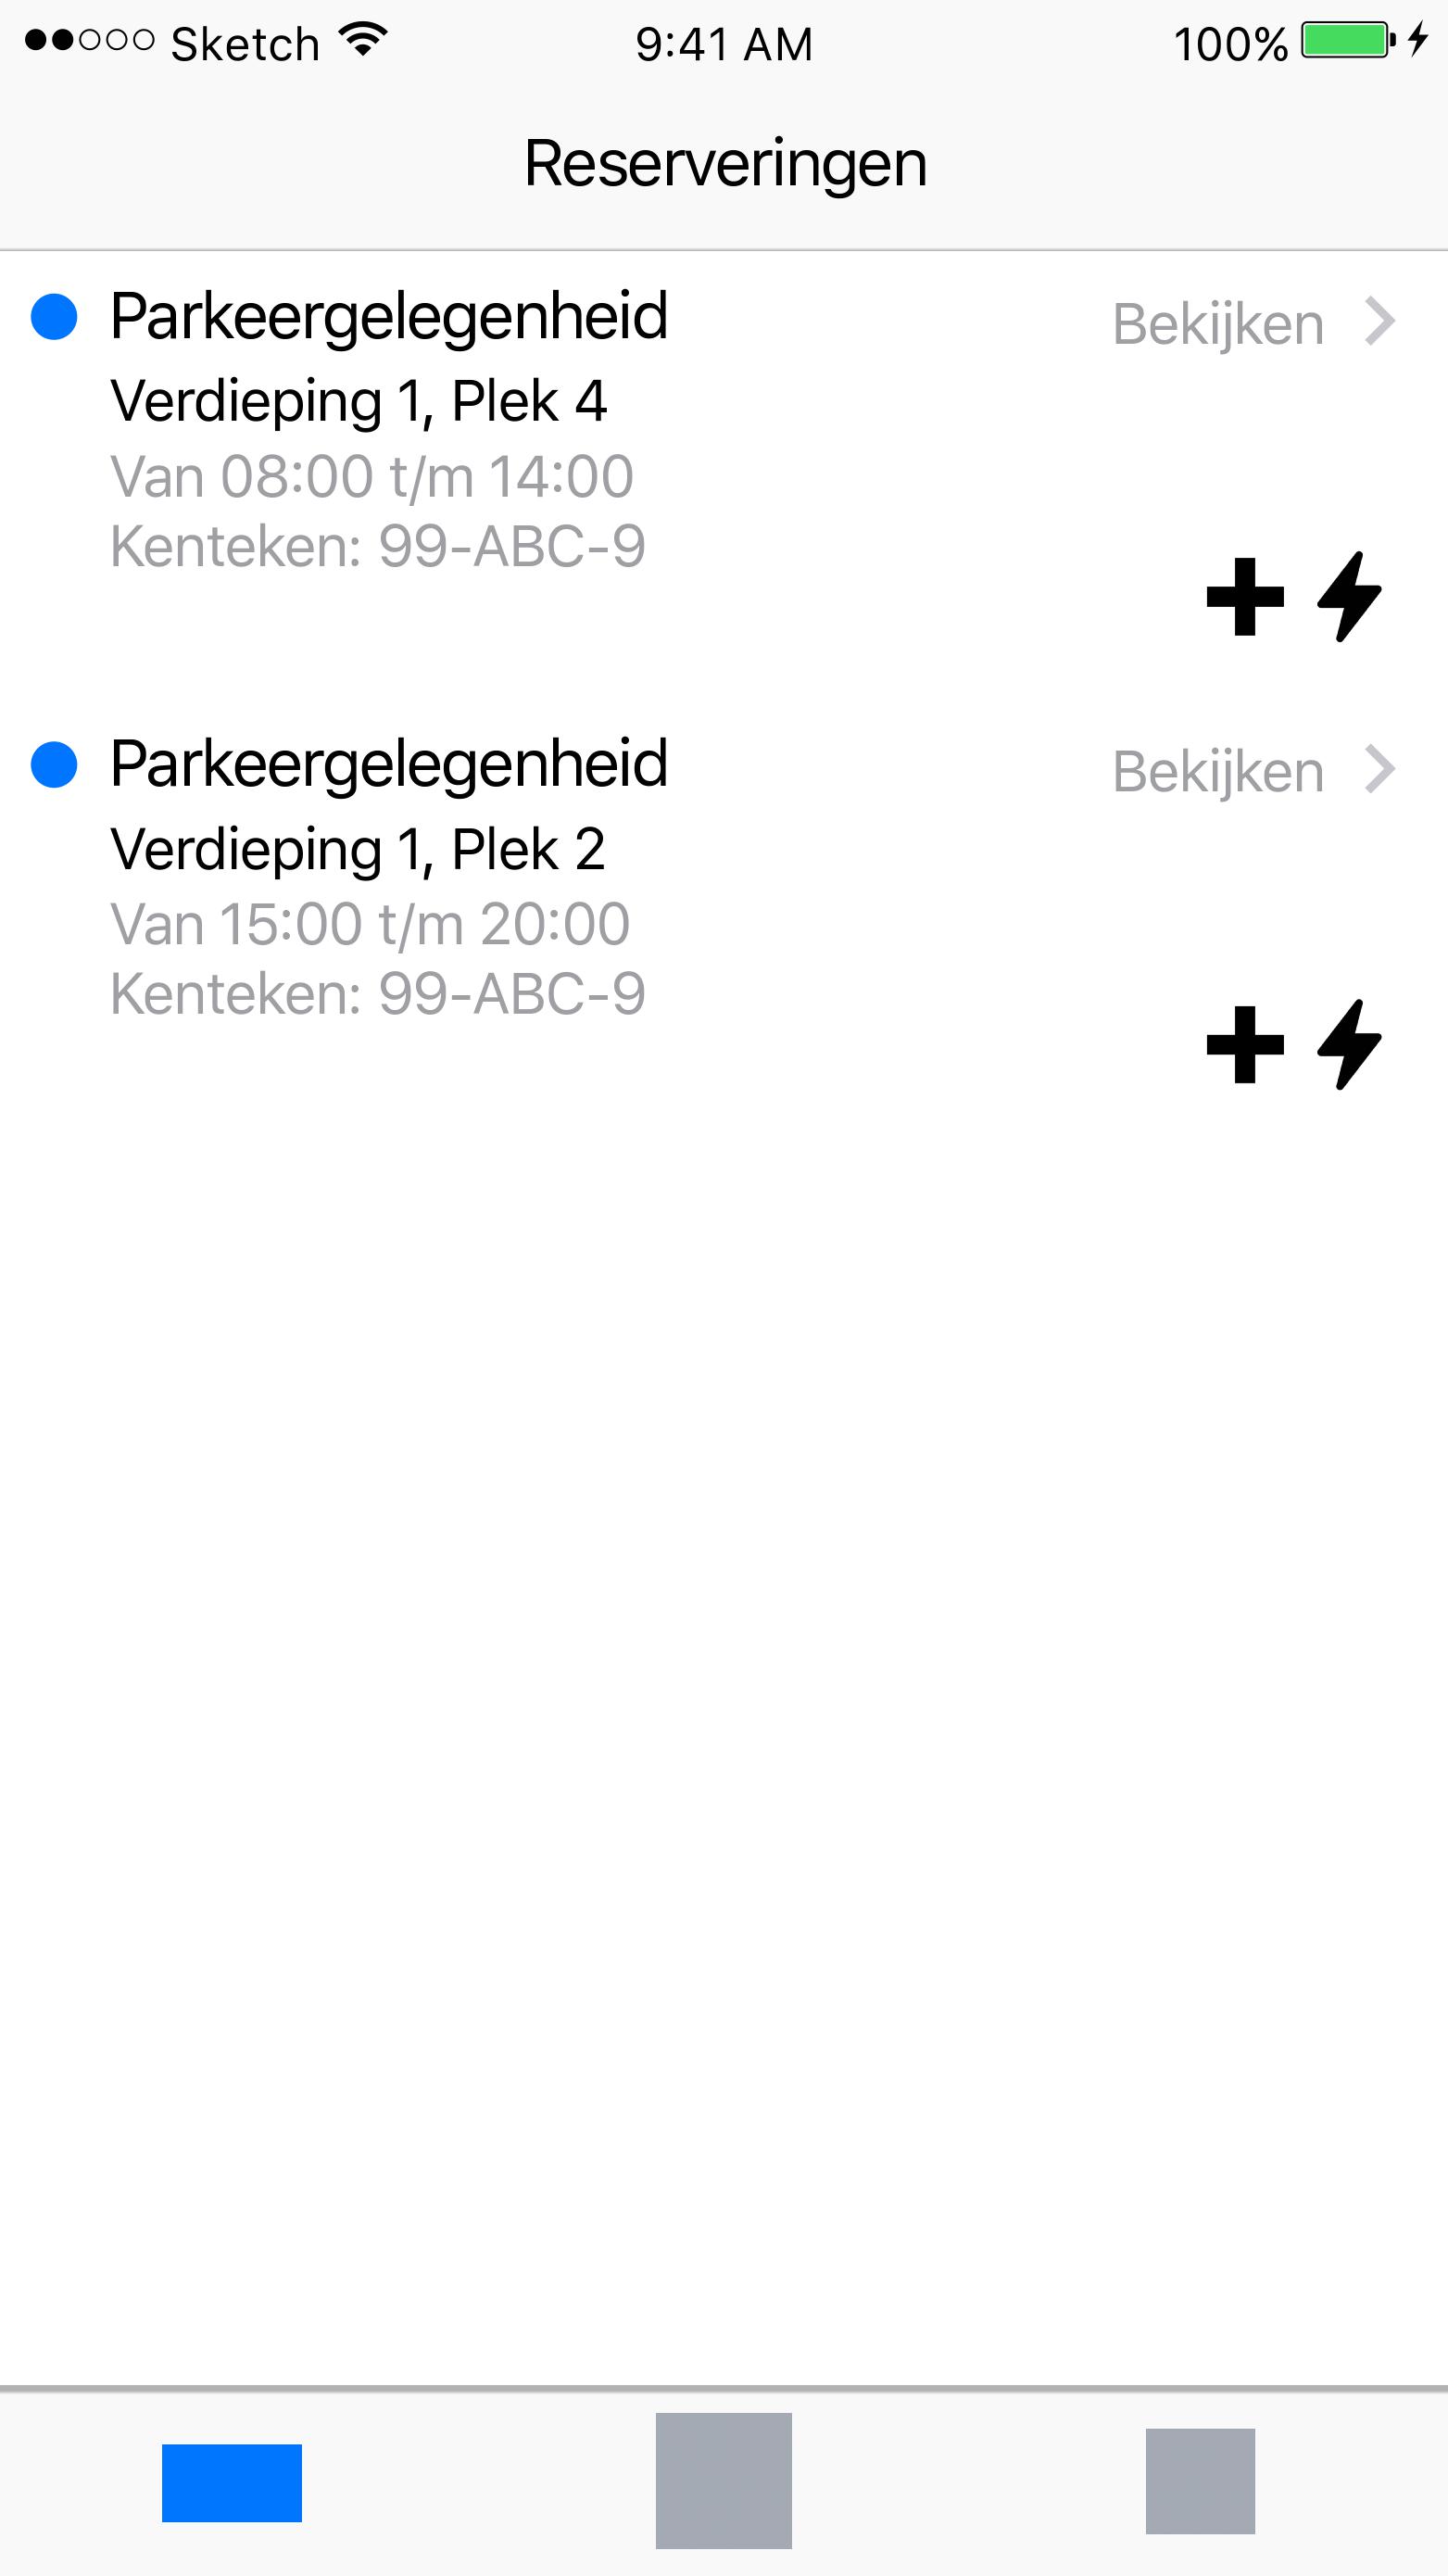 Sketch 9:41 AM 100%
Reserveringen
Parkeergelegenheid Bekijken
Verdieping 1, Plek 4
Van 08:00 t/m 14:00
Kenteken: 99-ABC-9
Parkeergelegenheid Bekijken
Verdieping 1, Plek 2
Van 15:00 t/m 20:00
Kenteken: 99-ABC-9